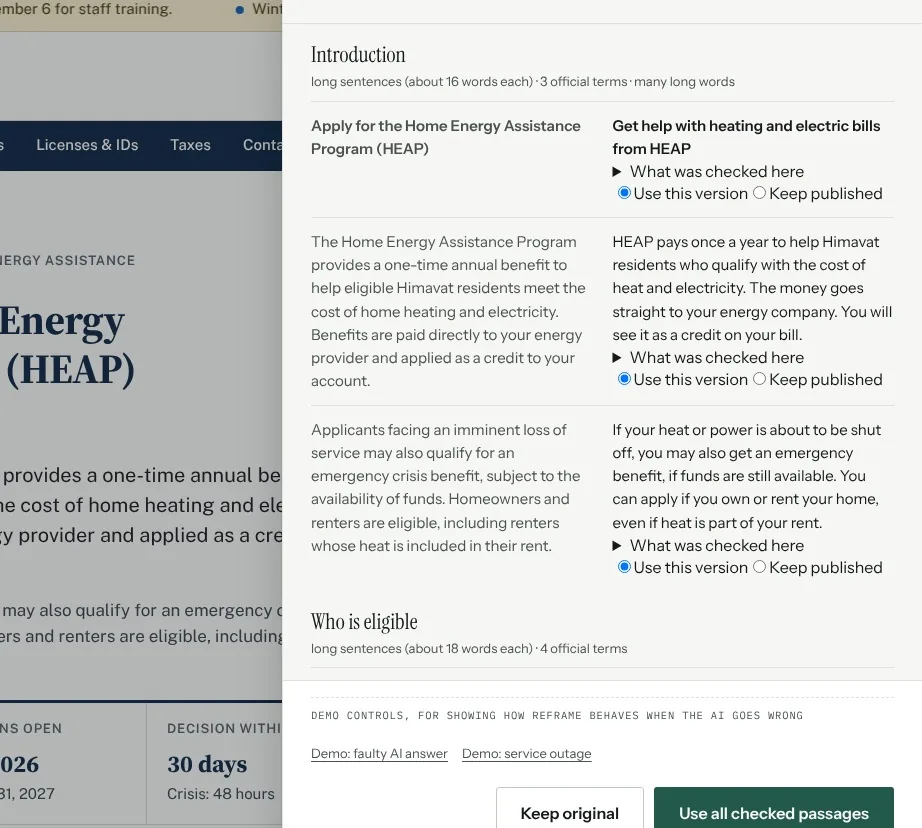 mber 6 for staff training.
Wint
Licenses & IDs
Taxes
Conta
NERGY ASSISTANCE
Energy
(HEAP)
provides a one-time annual be
he cost of home heating and ele
gy provider and applied as a cre
may also qualify for an emergency c
ers and renters are eligible, including
NS OPEN
DECISION WITHI
026
30 days
31, 2027
Crisis: 48 hours
Introduction
long sentences (about 16 words each) · 3 official terms · many long words
Apply for the Home Energy Assistance
Program (HEAP)
Get help with heating and electric bills
from HEAP
What was checked here
Use this version Keep published
The Home Energy Assistance Program
provides a one-time annual benefit to
help eligible Himavat residents meet the
cost of home heating and electricity.
Benefits are paid directly to your energy
provider and applied as a credit to your
account.
HEAP pays once a year to help Himavat
residents who qualify with the cost of
heat and electricity. The money goes
straight to your energy company. You will
see it as a credit on your bill.
What was checked here
Use this version Keep published
Applicants facing an imminent loss of
service may also qualify for an
emergency crisis benefit, subject to the
availability of funds. Homeowners and
renters are eligible, including renters
whose heat is included in their rent.
If your heat or power is about to be shut
off, you may also get an emergency
benefit, if funds are still available. You
can apply if you own or rent your home,
even if heat is part of your rent.
What was checked here
Use this version Keep published
Who is eligible
long sentences (about 18 words each) · 4 official terms
DEMO CONTROLS, FOR SHOWING HOW REFRAME BEHAVES WHEN THE AI GOES WRONG
Demo: faulty AI answer Demo: service outage
Keep original
Use all checked passages